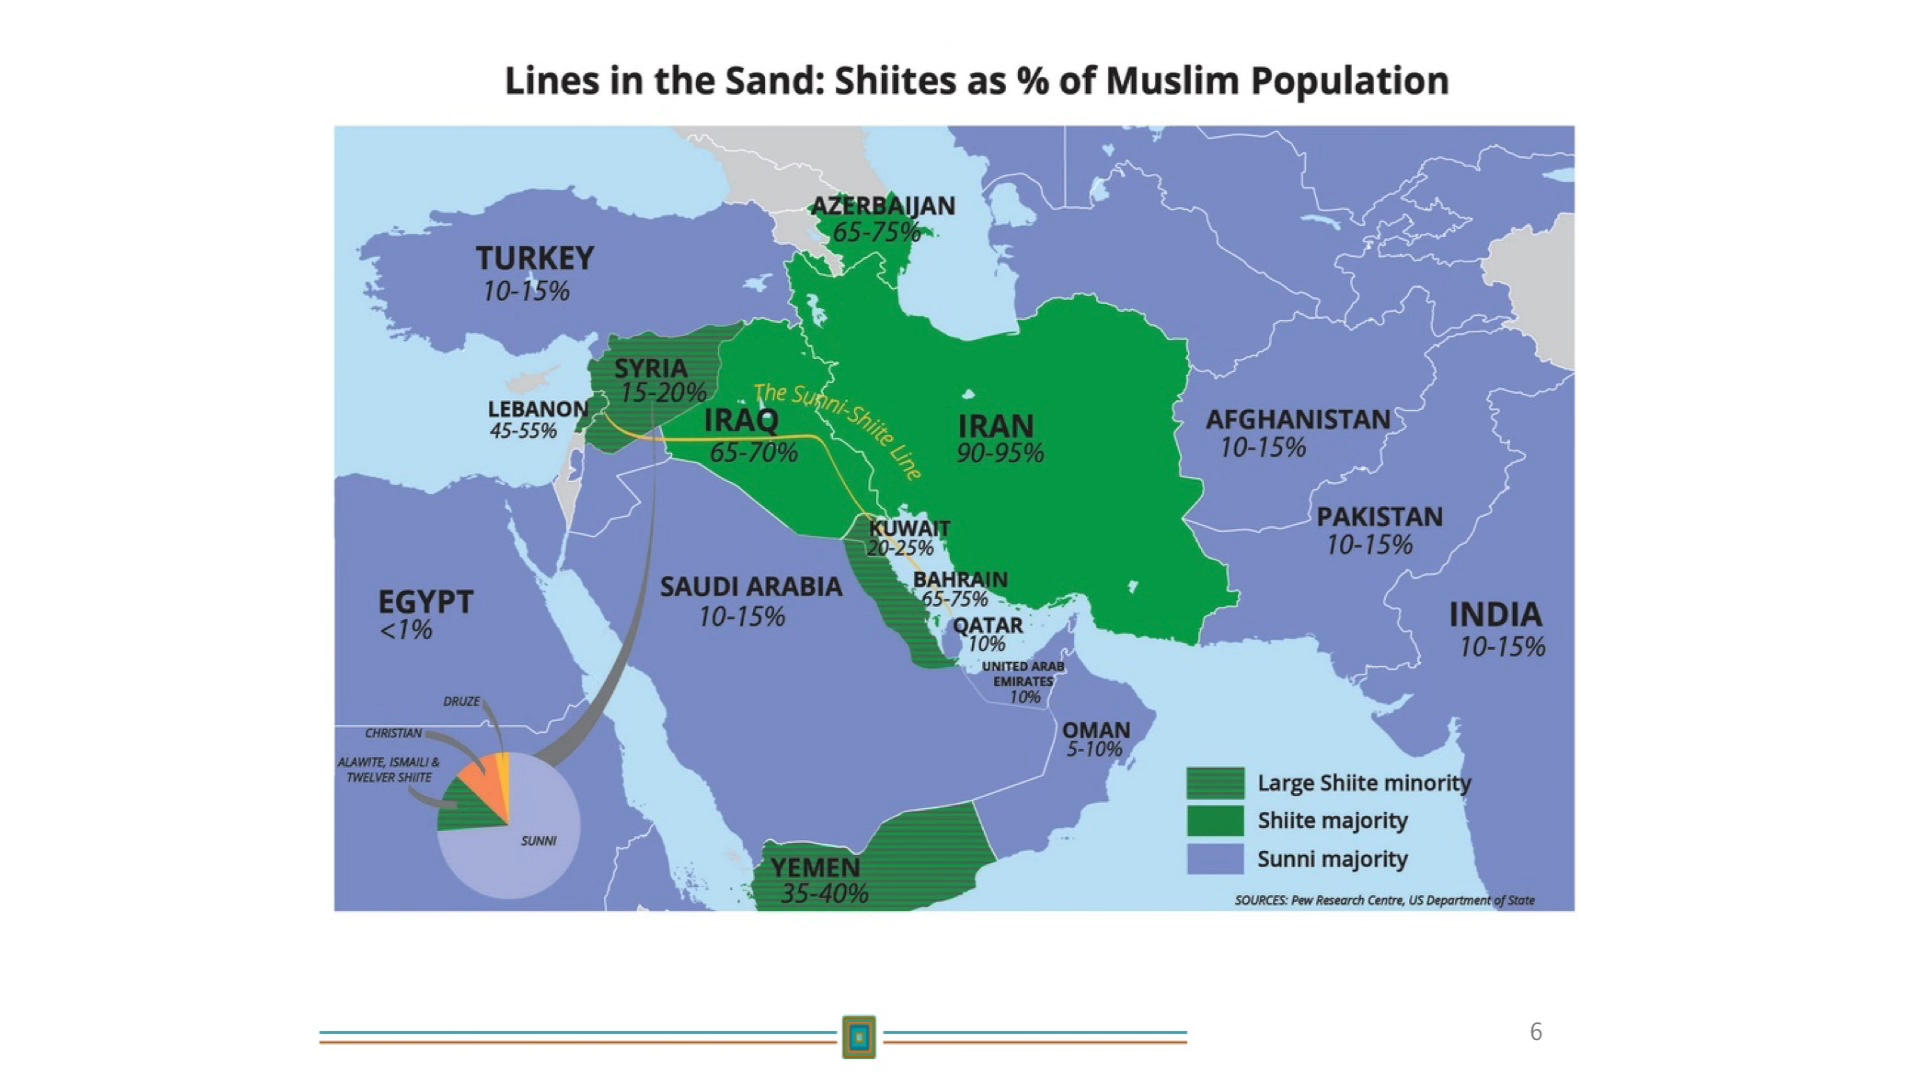 Lines in the Sand: Shiites as % of Muslim Population
AZERBAIJAN
65-75%
TURKEY
10-15%
SYRIA
15-20%
The Sunni-Shiite Line
LEBANON
45-55%
IRAQ
65-70%
IRAN
90-95%
AFGHANISTAN
10-15%
PAKISTAN
10-15%
KUWAIT
20-25%
BAHRAIN
65-75%
SAUDI ARABIA
10-15%
EGYPT
<1%
QATAR
10%
INDIA
10-15%
UNITED ARAB
EMIRATES
10%
OMAN
5-10%
DRUZE
CHRISTIAN
ALAWITE, ISMAILI &
TWELVER SHIITE
SUNNI
YEMEN
35-40%
Large Shiite minority
Shiite majority
Sunni majority
SOURCES: Pew Research Centre, US Department of State
6